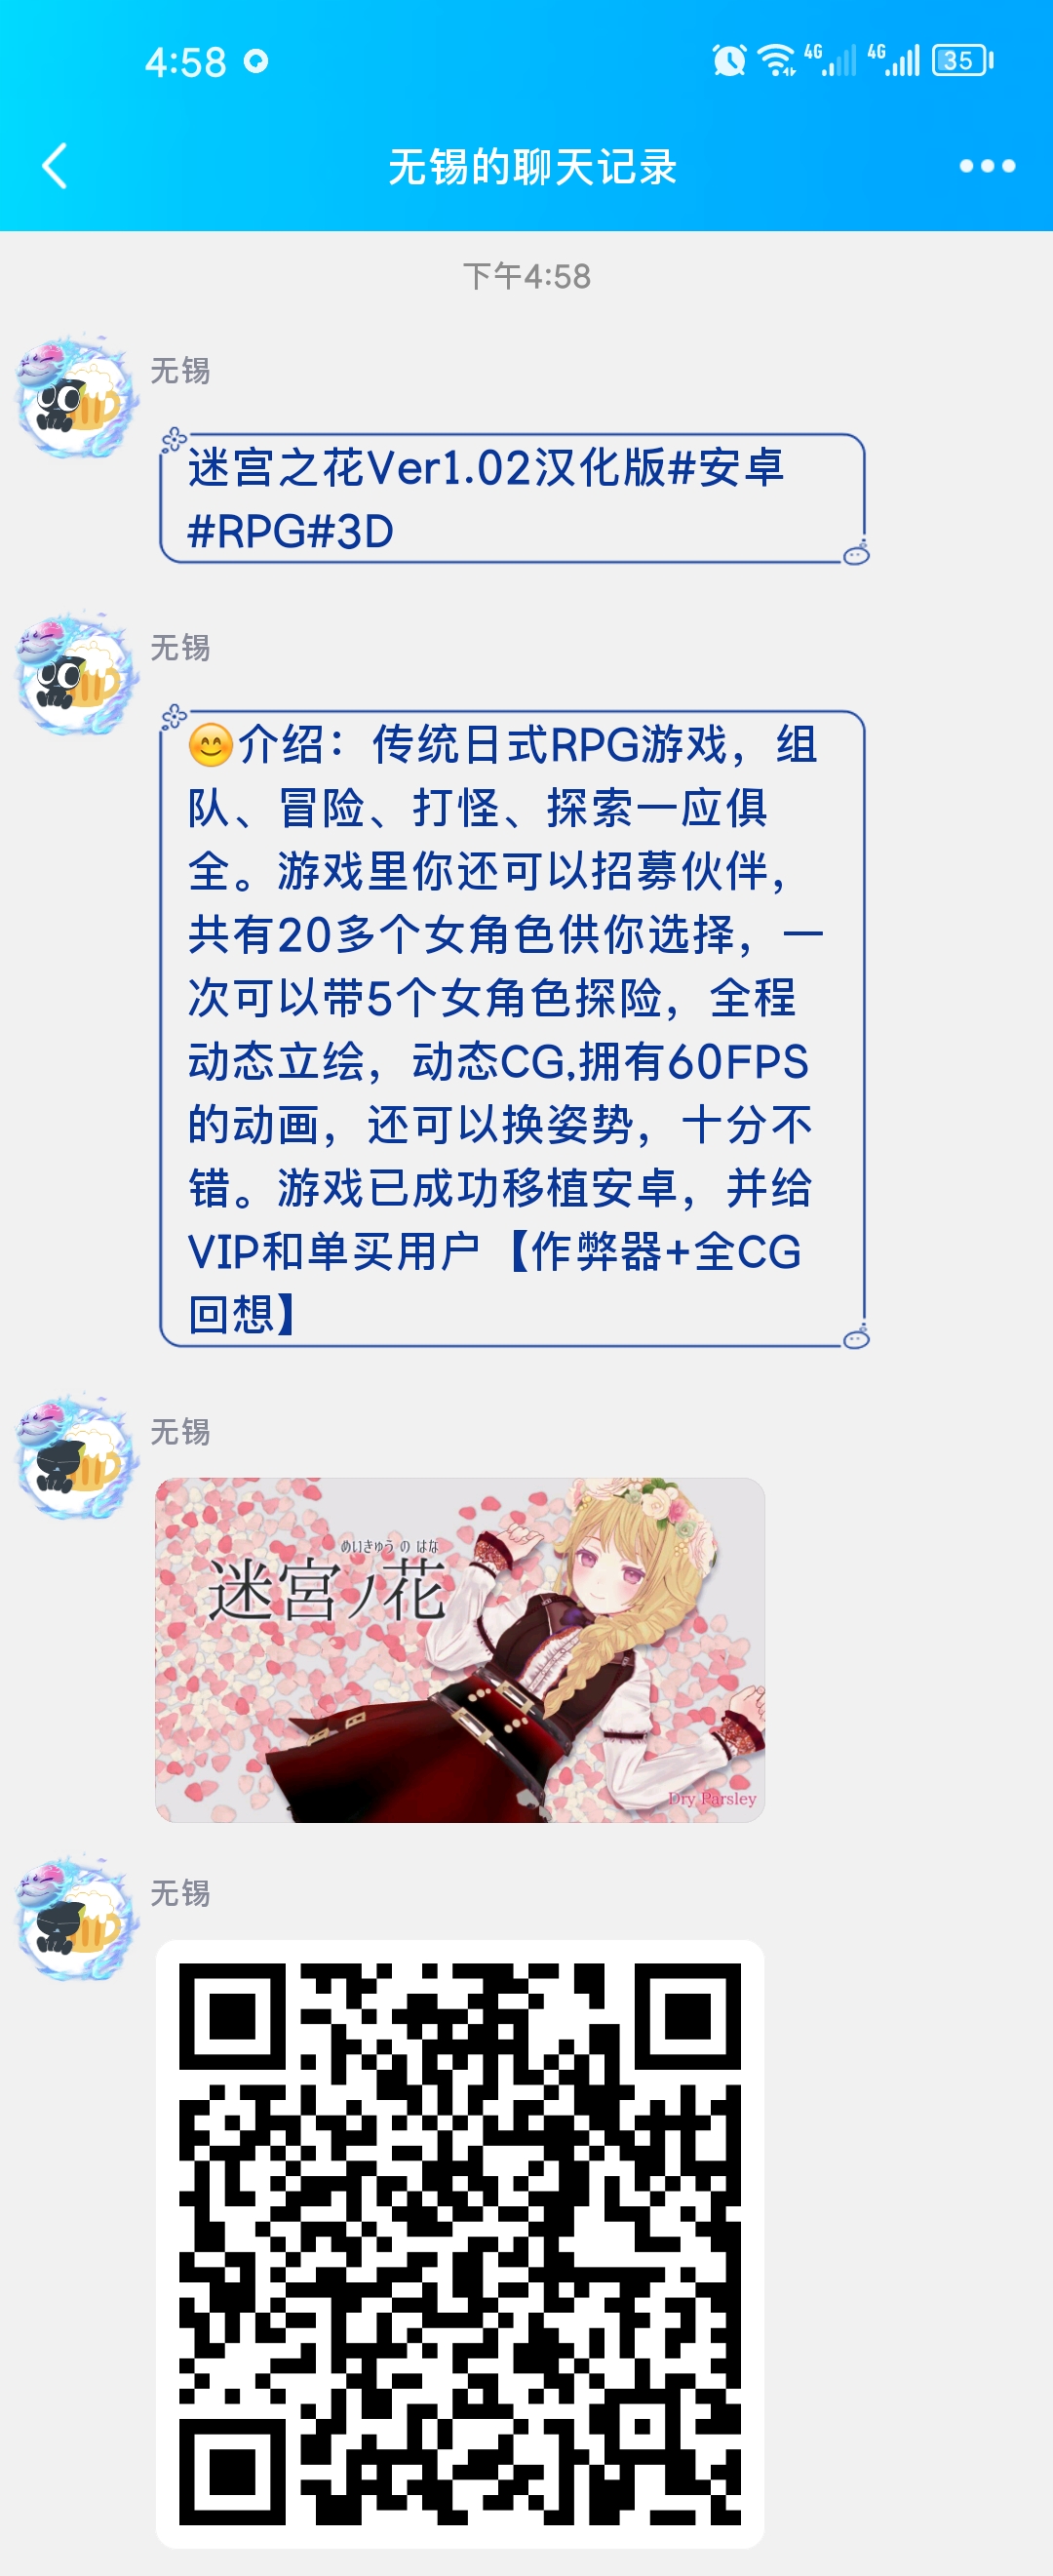 4:58
4G
4G
35
无锡的聊天记录
下午4:58
无锡
迷宫之花Ver1.02汉化版#安卓
#RPG#3D
无锡
😊介绍：传统日式RPG游戏，组
队、冒险、打怪、探索一应俱
全。游戏里你还可以招募伙伴，
共有20多个女角色供你选择，一
次可以带5个女角色探险，全程
动态立绘，动态CG,拥有60FPS
的动画，还可以换姿势，十分不
错。游戏已成功移植安卓，并给
VIP和单买用户【作弊器+全CG
回想】
无锡
めいきゅう の はな
迷宮ノ花
Dry Parsley
无锡